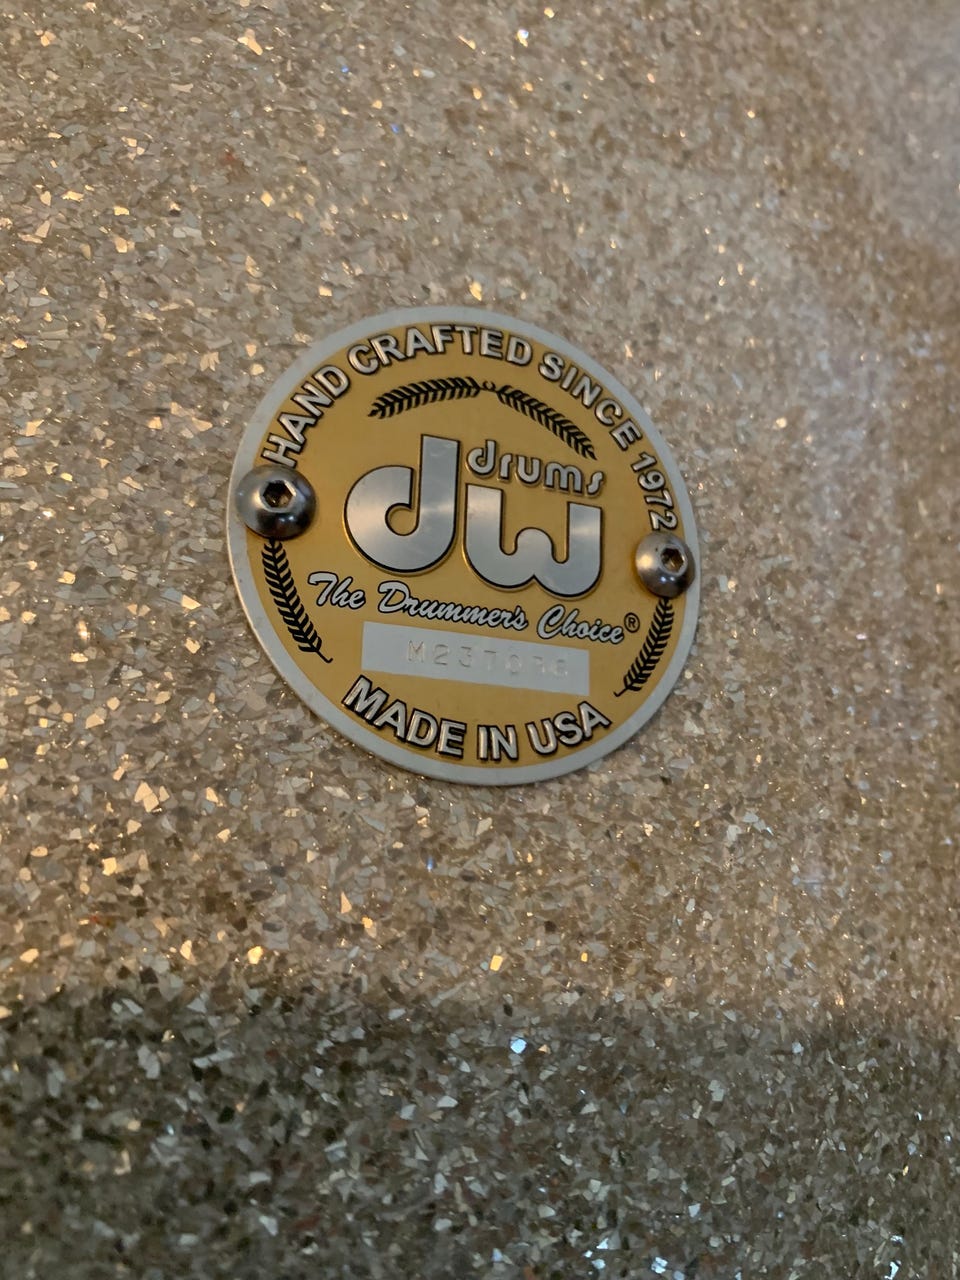 HAND CRAFTED SINCE 1972
drums
dw
The Drummer's Choice®
MADE IN USA